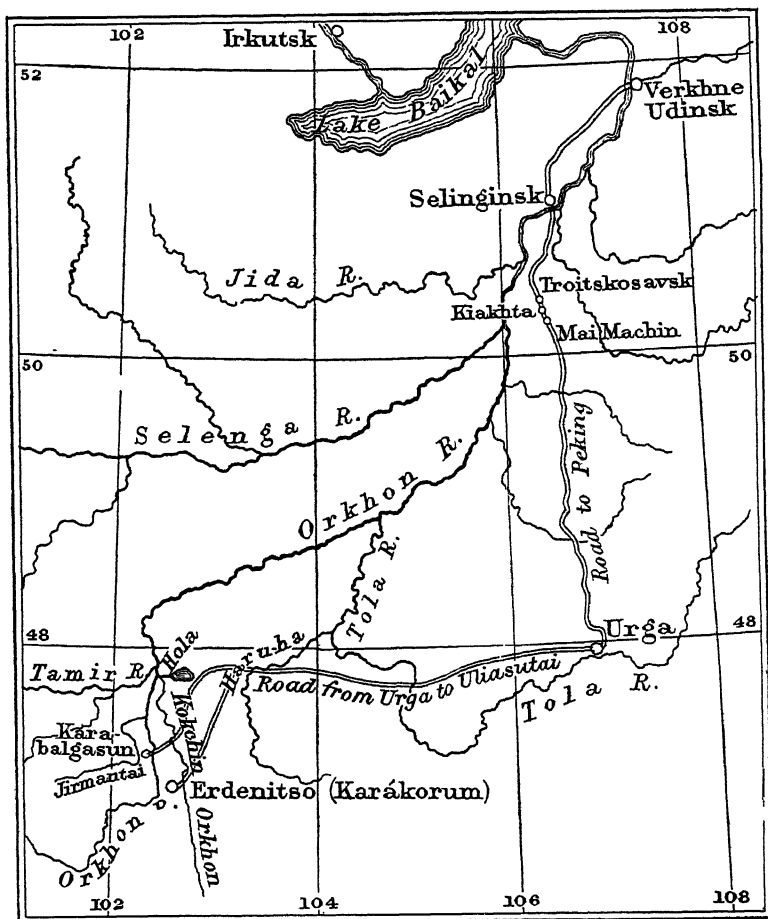 102
108
Irkutsk
52
Lake Baikal
Verkhne
Udinsk
Selinginsk
Jida R.
Troitskosavsk
Kiakhta
Mai Machin
50
50
Selenga R.
Orkhon R.
Road to Peking
Tola R.
48
48
Urga
Hola
Haruha
Tamir R
Road from Urga to Uliasutai
Tola R.
Kokchin
Orkhon
Kara
balgasun
Jirmantai
Erdenitso (Karákorum)
Orkhon R.
102
104
106
108